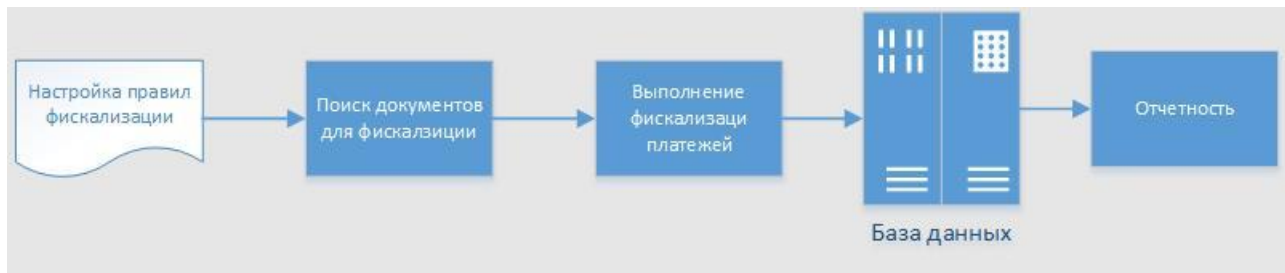 Настройка правил
фискализации
Поиск документов
для фискалзиции
Выполнение
фискализаци
платежей
База данных
Отчетность